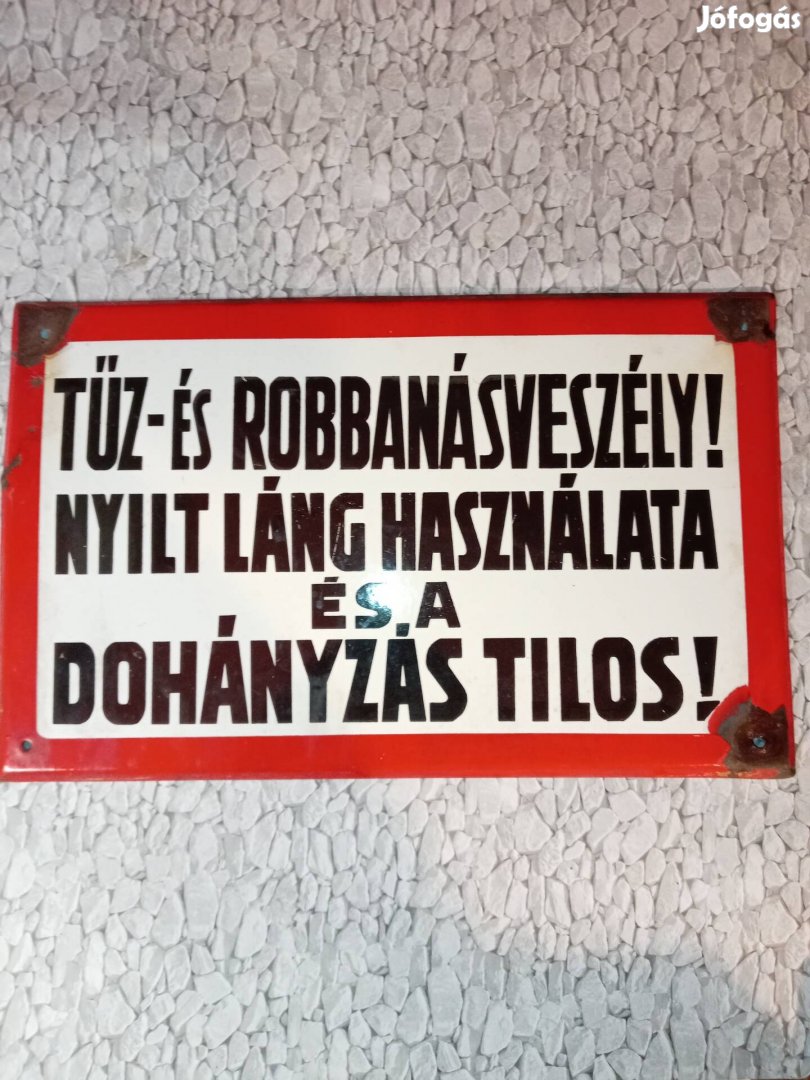 Jófogás
TŰZ-ÉS ROBBANÁSVESZÉLY!
NYILT LÁNG HASZNÁLATA
ÉS A
DOHÁNYZÁS TILOS!